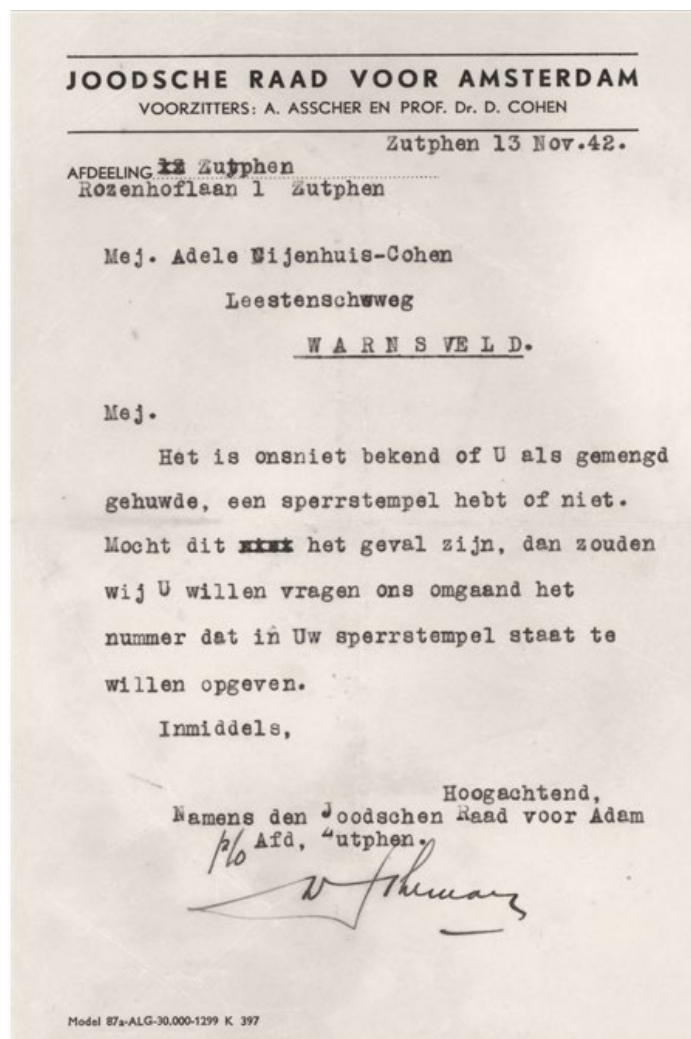 JOODSCHE RAAD VOOR AMSTERDAM
VOORZITTERS: A. ASSCHER EN PROF. Dr. D. COHEN
Zutphen 13 Nov.42.
AFDEELING Zutphen
Rozenhoflaan 1 Zutphen
Mej. Adele Nijenhuis-Cohen
Leestenscheweg
WARNSVELD.
Mej.
Het is onsniet bekend of U als gemengd
gehuwde, een sperrstempel hebt of niet.
Mocht dit het geval zijn, dan zouden
wij U willen vragen ons omgaand het
nummer dat in Uw sperrstempel staat te
willen opgeven.
Inmiddels,
Hoogachtend,
Namens den Joodschen Raad voor Adam
p/o Afd, Zutphen.
Model 87a-ALG-30.000-1299 K 397